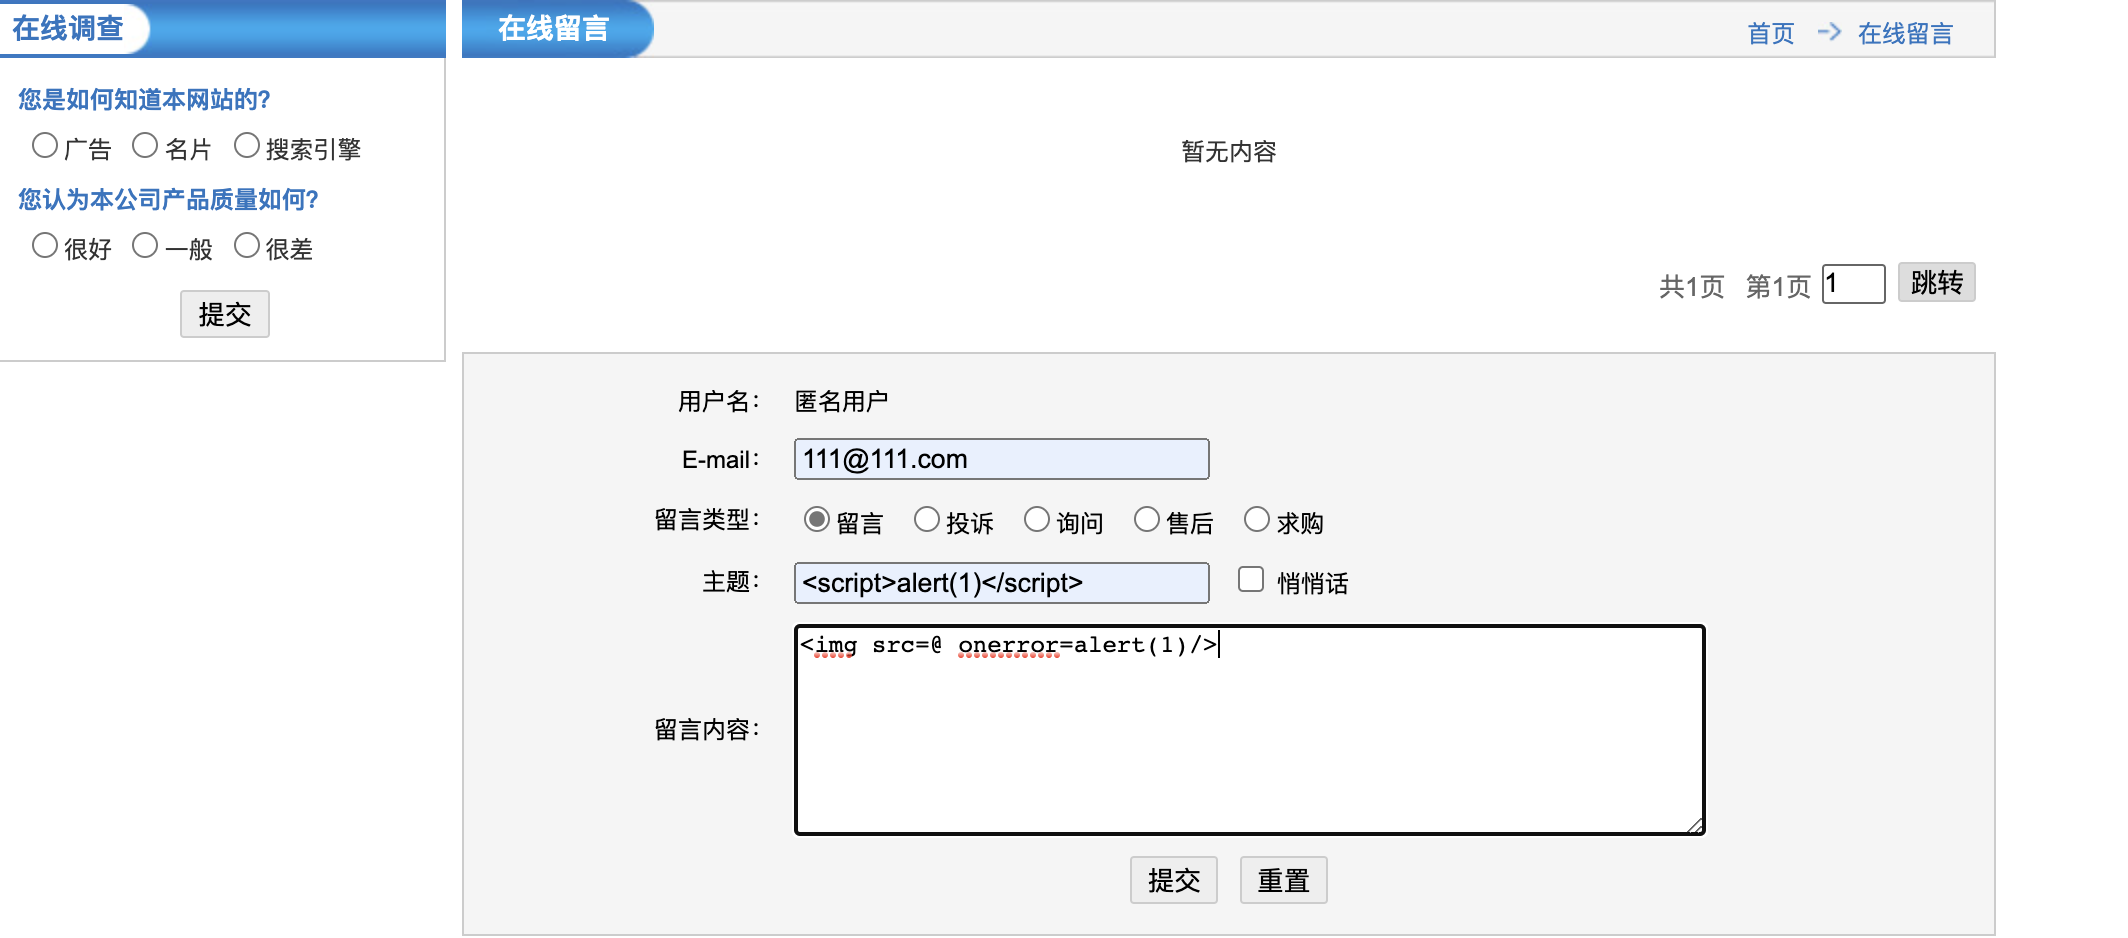 在线调查
您是如何知道本网站的?
广告 名片 搜索引擎
您认为本公司产品质量如何?
很好 一般 很差
提交
在线留言
首页 -> 在线留言
暂无内容
共1页 第1页 1 跳转
用户名： 匿名用户
E-mail： 111@111.com
留言类型： 留言 投诉 询问 售后 求购
主题： <script>alert(1)</script> 悄悄话
留言内容： <img src=@ onerror=alert(1)/>
提交 重置